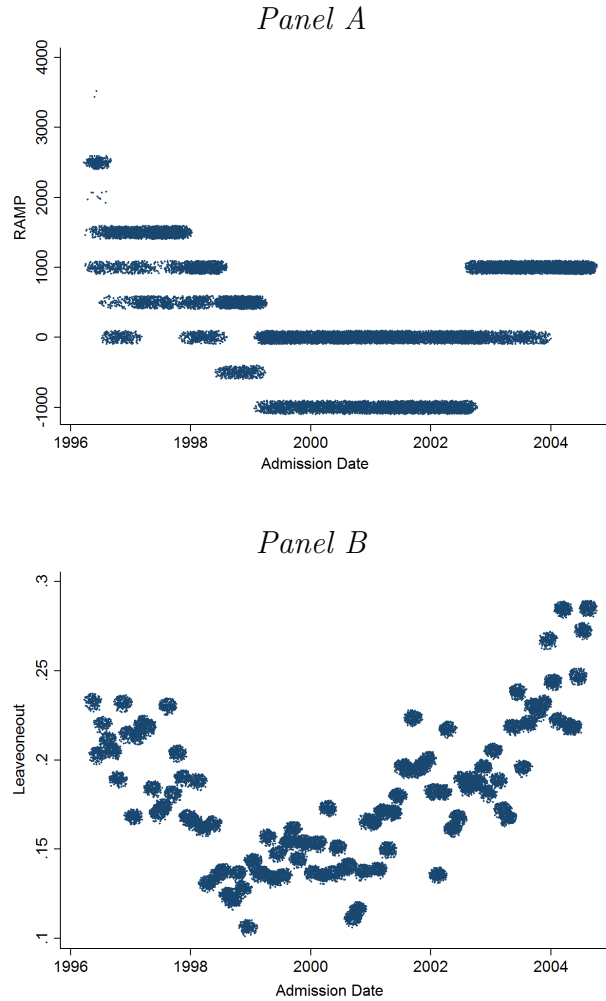 Panel A
4000
3000
2000
1000
0
-1000
RAMP
1996 1998 2000 2002 2004
Admission Date
Panel B
.3
.25
.2
.15
.1
Leaveoneout
1996 1998 2000 2002 2004
Admission Date